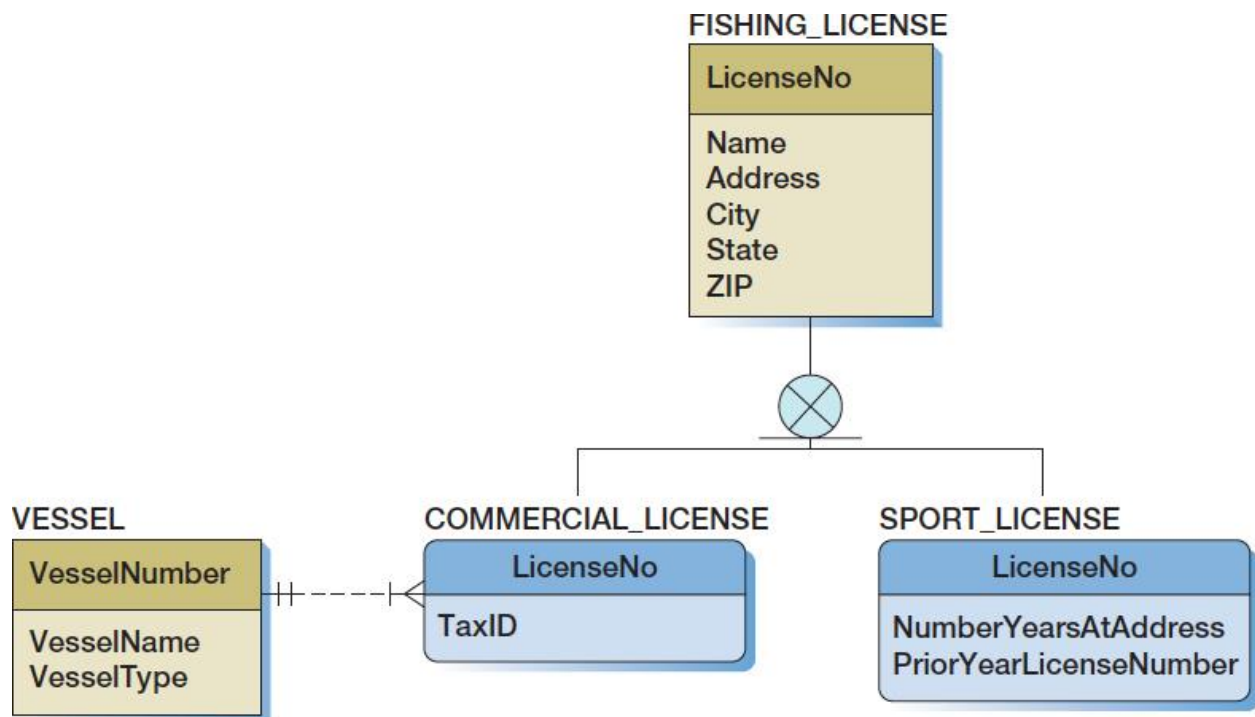 FISHING_LICENSE
LicenseNo
Name
Address
City
State
ZIP
VESSEL
VesselNumber
VesselName
VesselType
COMMERCIAL_LICENSE
LicenseNo
TaxID
SPORT_LICENSE
LicenseNo
NumberYearsAtAddress
PriorYearLicenseNumber